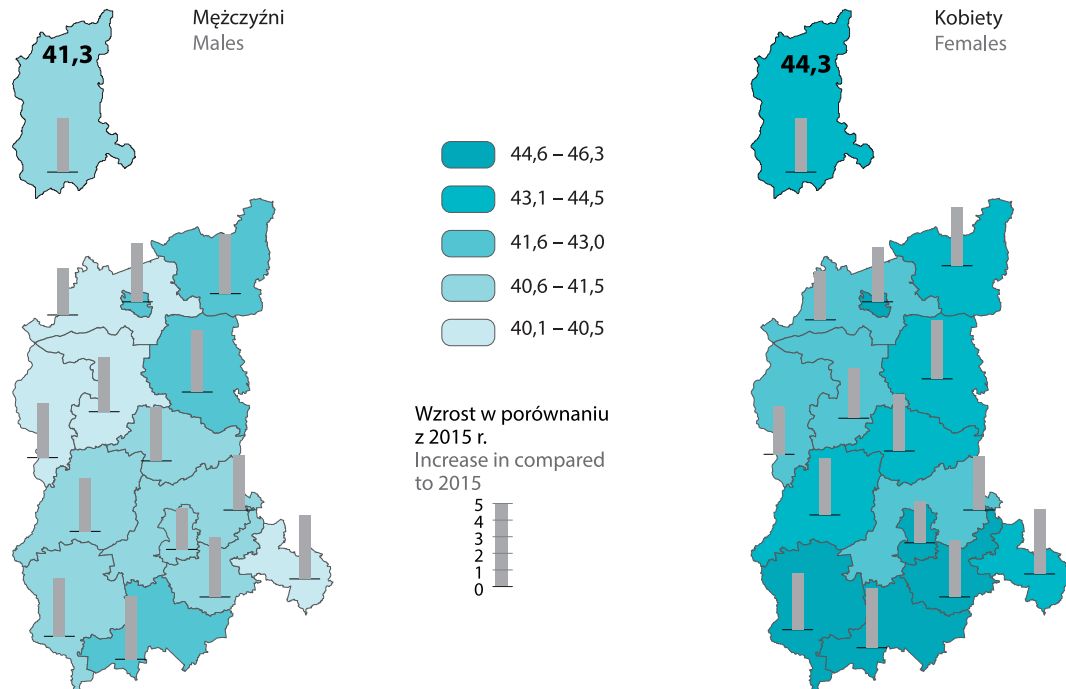 Mężczyźni
Males
41,3
Kobiety
Females
44,3
44,6 – 46,3
43,1 – 44,5
41,6 – 43,0
40,6 – 41,5
40,1 – 40,5
Wzrost w porównaniu
z 2015 r.
Increase in compared
to 2015
5
4
3
2
1
0